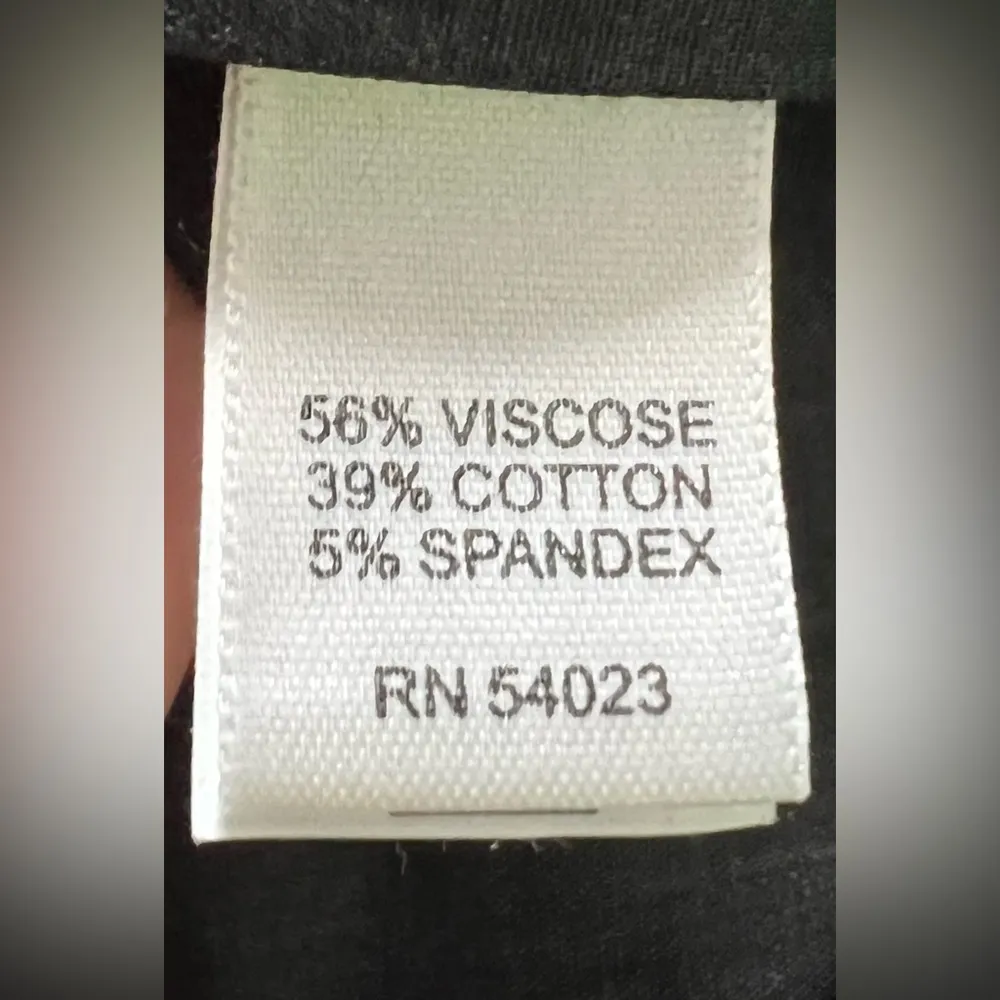 56% VISCOSE
39% COTTON
5% SPANDEX
RN 54023